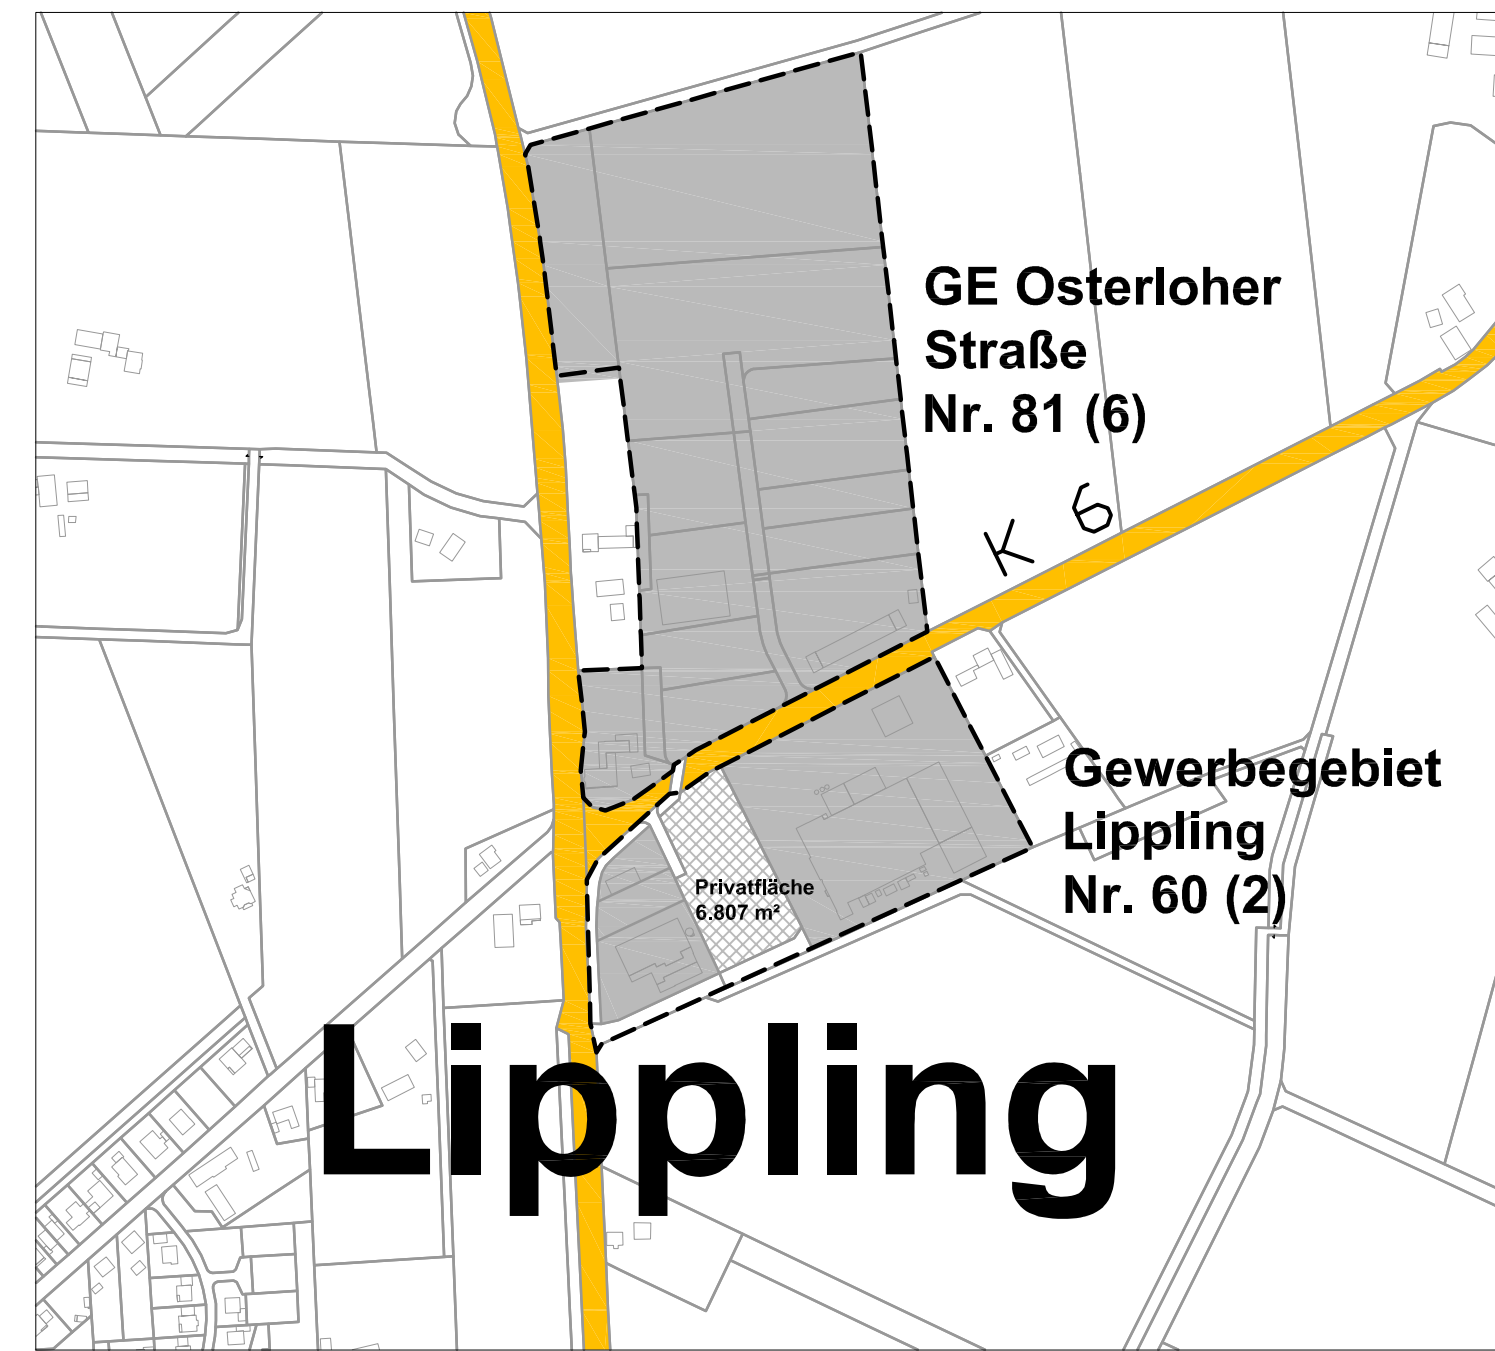 GE Osterloher
Straße
Nr. 81 (6)
K 6
Gewerbegebiet
Lippling
Nr. 60 (2)
Privatfläche
6.807 m²
Lippling